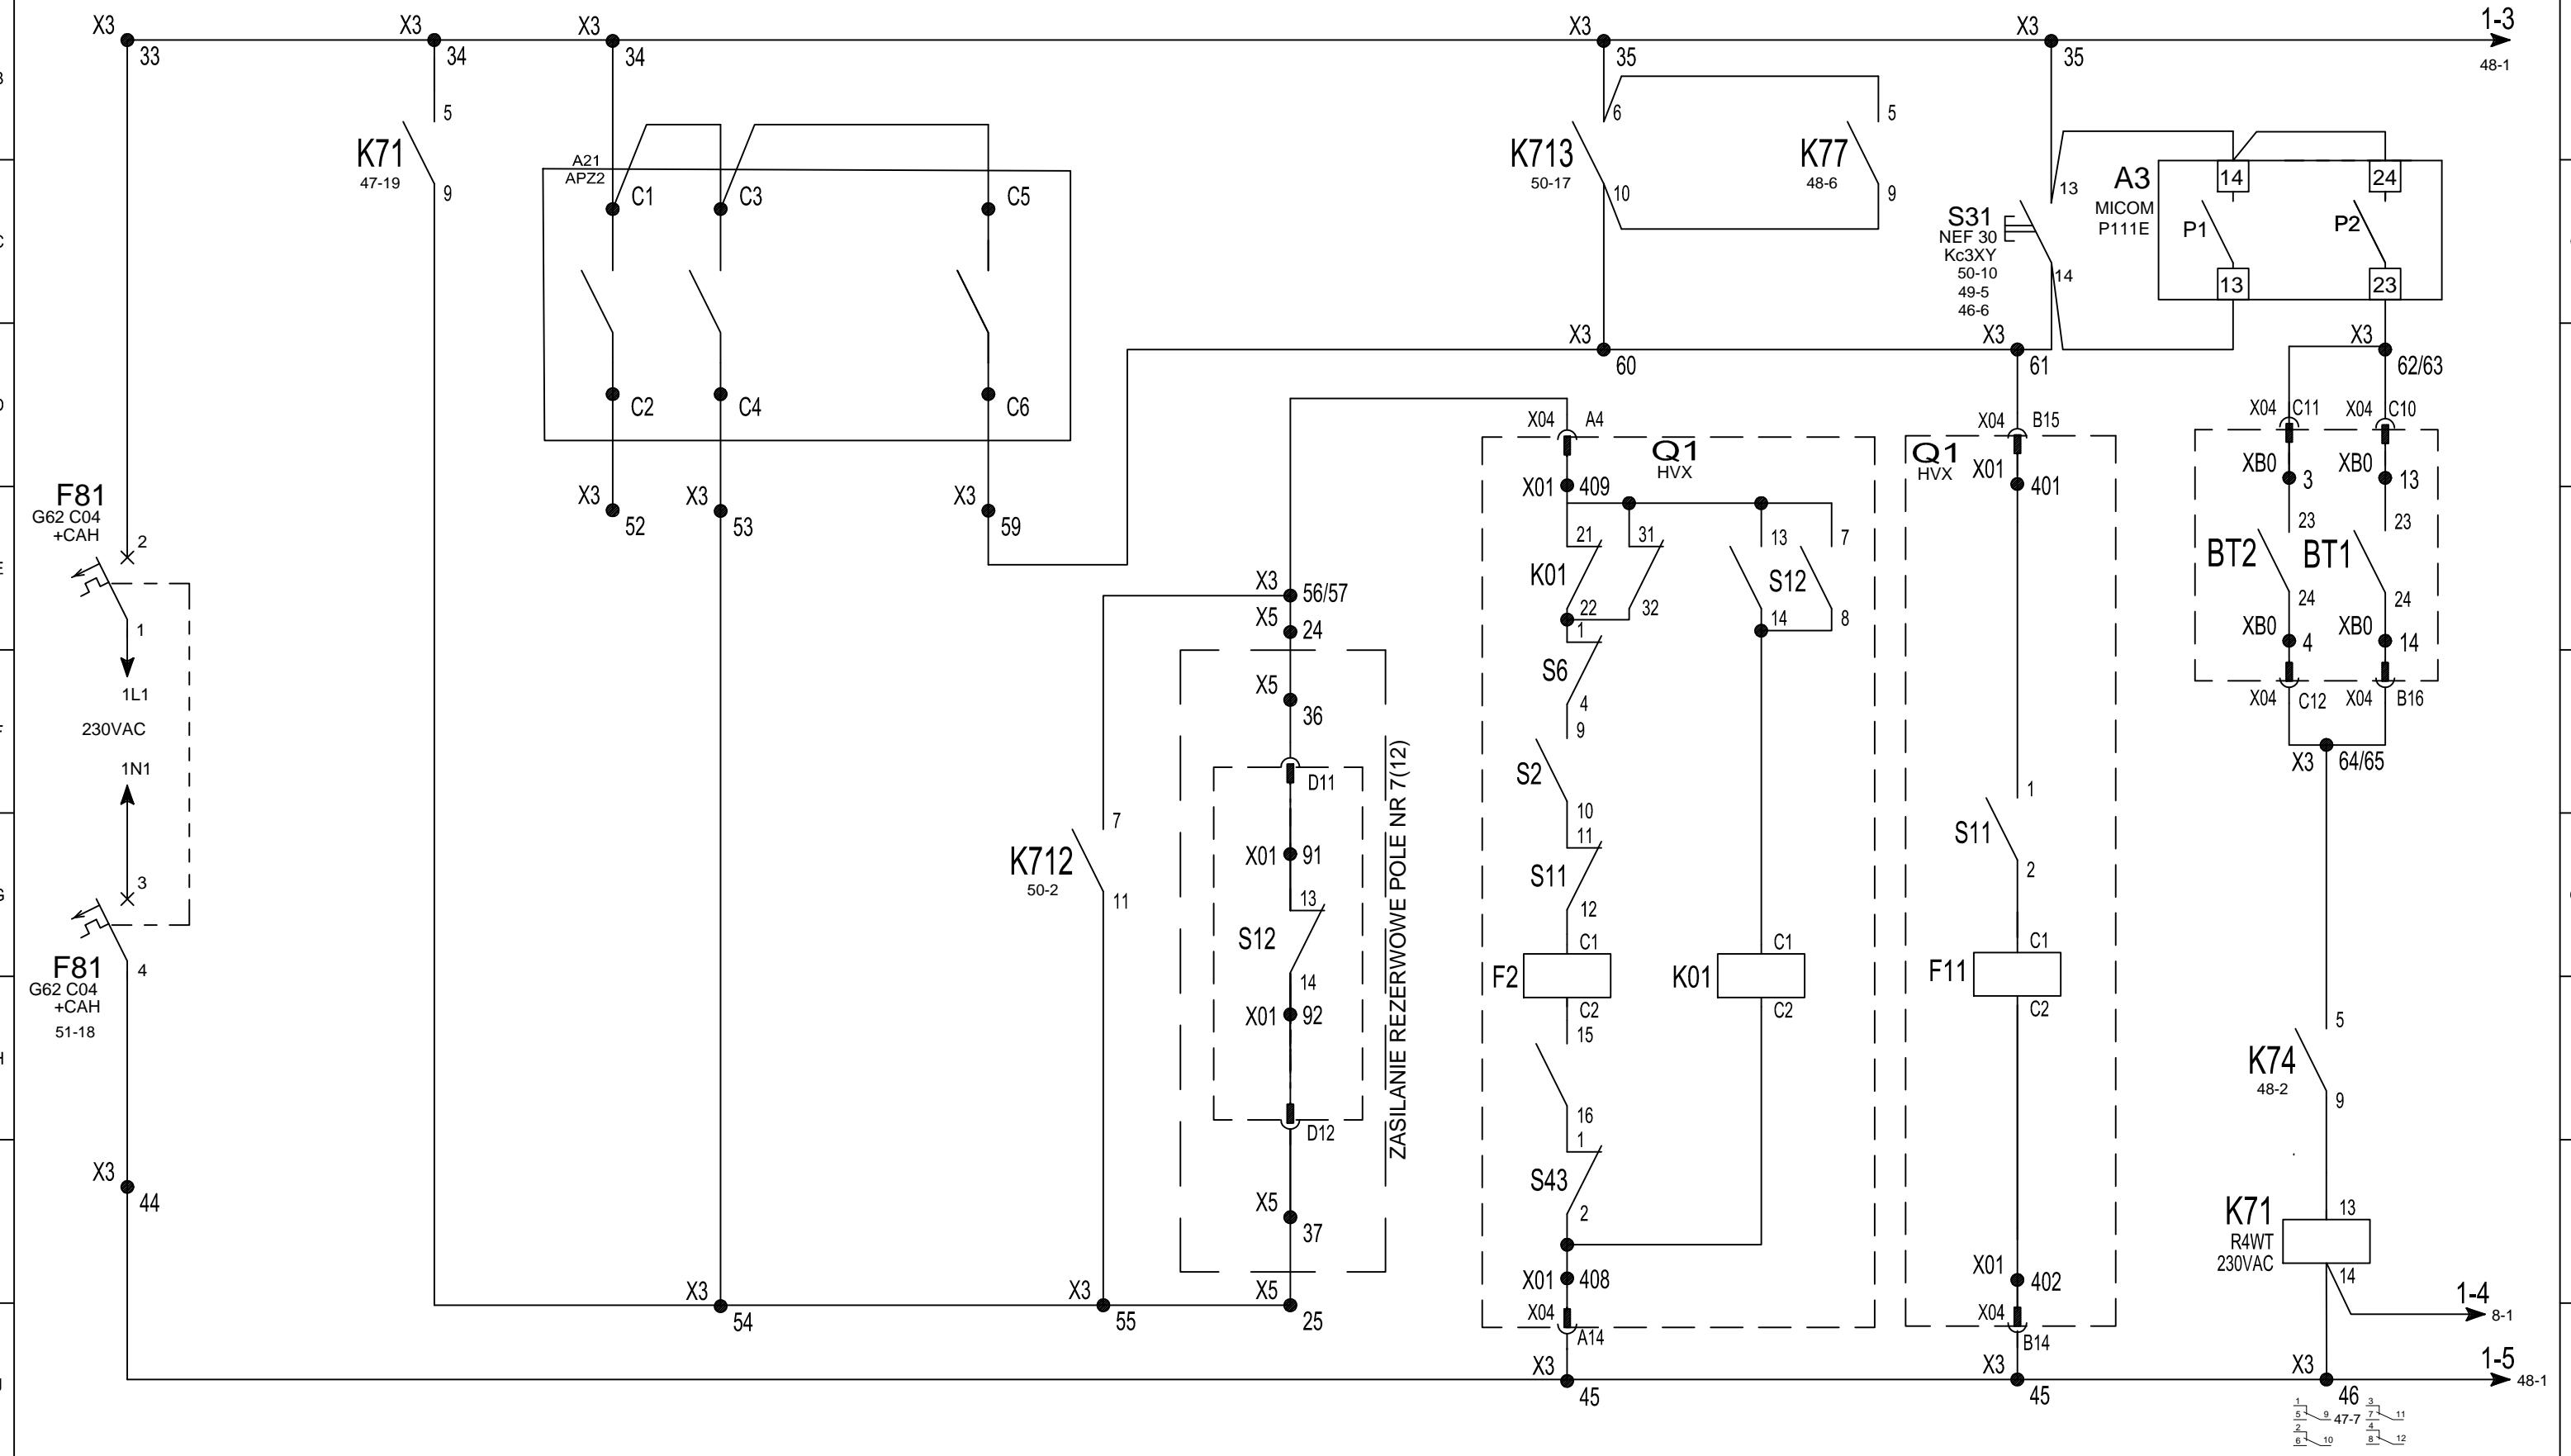 X3
33
X3
34
X3
34
X3
35
X3
35
1-3
48-1
5
K71
47-19
9
A21
APZ2
C1
C3
C5
C2
C4
C6
6
K713
50-17
10
5
K77
48-6
9
13
S31
NEF 30
Kc3XY
50-10
49-5
46-6
14
A3
MICOM
P111E
14
24
P1
P2
13
23
X3
60
X3
61
X3
62/63
X3
52
X3
53
X3
59
F81
G62 C04
+CAH
2
1
1L1
230VAC
1N1
3
F81
G62 C04
+CAH
51-18
4
X3
44
X3
56/57
X5
24
X5
36
D11
X01
91
13
S12
14
X01
92
D12
X5
37
X5
25
ZASILANIE REZERWOWE POLE NR 7(12)
7
K712
50-2
11
X3
54
X3
55
X04
A4
Q1
HVX
X01
409
21
31
13
7
K01
S12
22
32
14
8
1
S6
4
9
S2
10
11
S11
12
C1
F2
C2
15
16
1
S43
2
C1
K01
C2
X01
408
X04
A14
X3
45
X04
B15
Q1
HVX
X01
401
1
S11
2
C1
F11
C2
X01
402
X04
B14
X3
45
X04
C11
X04
C10
XB0
3
XB0
13
23
23
BT2
BT1
24
24
XB0
4
XB0
14
X04
C12
X04
B16
X3
64/65
5
K74
48-2
9
K71
R4WT
230VAC
13
14
1-4
8-1
X3
46
1-5
48-1
1
5
9
2
6
10
47-7
3
7
11
4
8
12